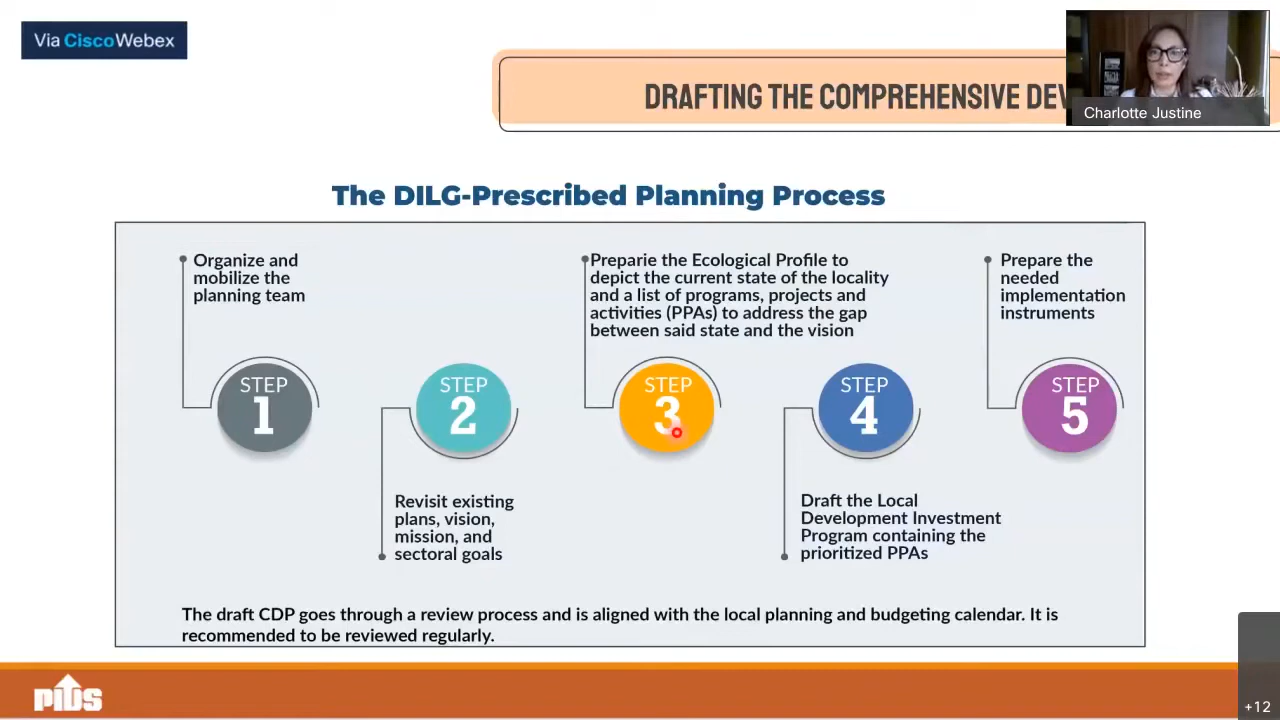 Via CiscoWebex
DRAFTING THE COMPREHENSIVE DEV
Charlotte Justine
The DILG-Prescribed Planning Process
Organize and
mobilize the
planning team
Preparie the Ecological Profile to
depict the current state of the locality
and a list of programs, projects and
activities (PPAs) to address the gap
between said state and the vision
Prepare the
needed
implementation
instruments
STEP
1
STEP
2
STEP
3
STEP
4
STEP
5
Revisit existing
plans, vision,
mission, and
sectoral goals
Draft the Local
Development Investment
Program containing the
prioritized PPAs
The draft CDP goes through a review process and is aligned with the local planning and budgeting calendar. It is
recommended to be reviewed regularly.
PIDS
+12